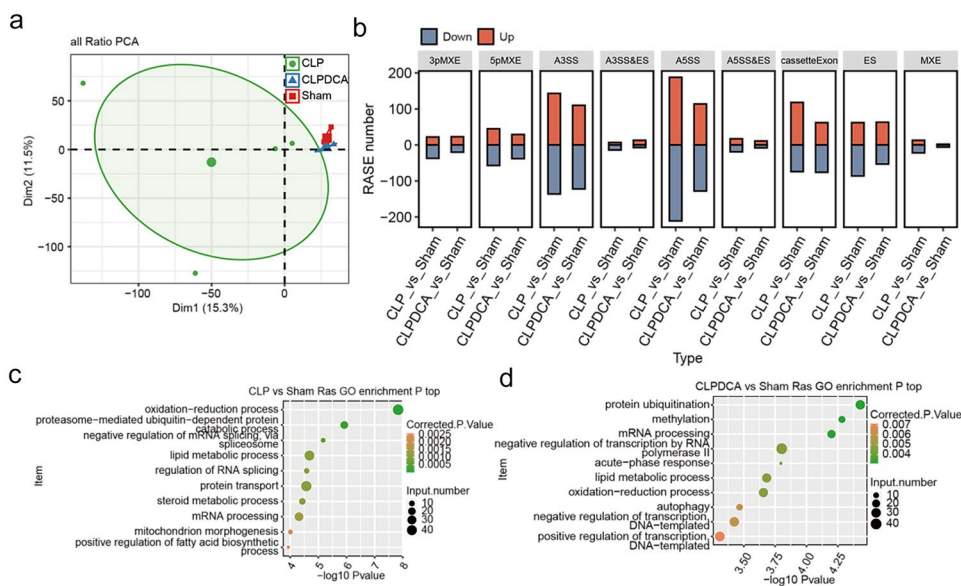 a
all Ratio PCA
CLP
CLPDCA
Sham
50
0
−50
−100
Dim2 (11.5%)
−100
−50
0
Dim1 (15.3%)
b
Down
Up
3pMXE
5pMXE
A3SS
A3SS&ES
A5SS
A5SS&ES
cassetteExon
ES
MXE
200
100
0
−100
−200
RASE number
CLP_vs_Sham
CLPDCA_vs_Sham
CLP_vs_Sham
CLPDCA_vs_Sham
CLP_vs_Sham
CLPDCA_vs_Sham
CLP_vs_Sham
CLPDCA_vs_Sham
CLP_vs_Sham
CLPDCA_vs_Sham
CLP_vs_Sham
CLPDCA_vs_Sham
CLP_vs_Sham
CLPDCA_vs_Sham
CLP_vs_Sham
CLPDCA_vs_Sham
CLP_vs_Sham
CLPDCA_vs_Sham
Type
c
CLP vs Sham Ras GO enrichment P top
oxidation-reduction process
proteasome-mediated ubiquitin-dependent protein
catabolic process
negative regulation of mRNA splicing, via
spliceosome
lipid metabolic process
regulation of RNA splicing
protein transport
steroid metabolic process
mRNA processing
mitochondrion morphogenesis
positive regulation of fatty acid biosynthetic
process
Item
4
5
6
7
8
−log10 Pvalue
Corrected.P.Value
0.0025
0.0020
0.0015
0.0010
0.0005
Input.number
10
20
30
40
d
CLPDCA vs Sham Ras GO enrichment P top
protein ubiquitination
methylation
mRNA processing
negative regulation of transcription by RNA
polymerase II
acute-phase response
lipid metabolic process
oxidation-reduction process
autophagy
negative regulation of transcription,
DNA-templated
positive regulation of transcription,
DNA-templated
Item
3.50
3.75
4.00
4.25
−log10 Pvalue
Corrected.P.Value
0.007
0.006
0.005
0.004
Input.number
10
20
30
40